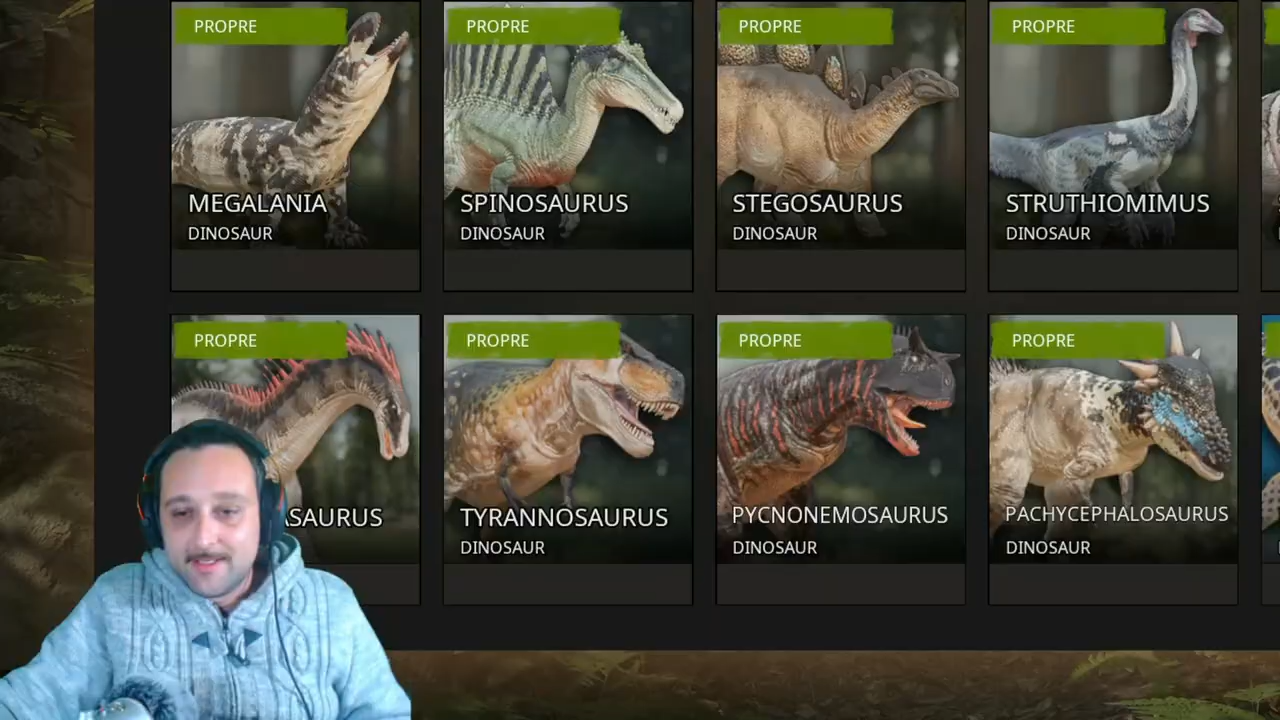 PROPRE
PROPRE
PROPRE
PROPRE
MEGALANIA
SPINOSAURUS
STEGOSAURUS
STRUTHIOMIMUS
DINOSAUR
DINOSAUR
DINOSAUR
DINOSAUR
PROPRE
PROPRE
PROPRE
PROPRE
ASAURUS
TYRANNOSAURUS
PYCNONEMOSAURUS
PACHYCEPHALOSAURUS
DINOSAUR
DINOSAUR
DINOSAUR